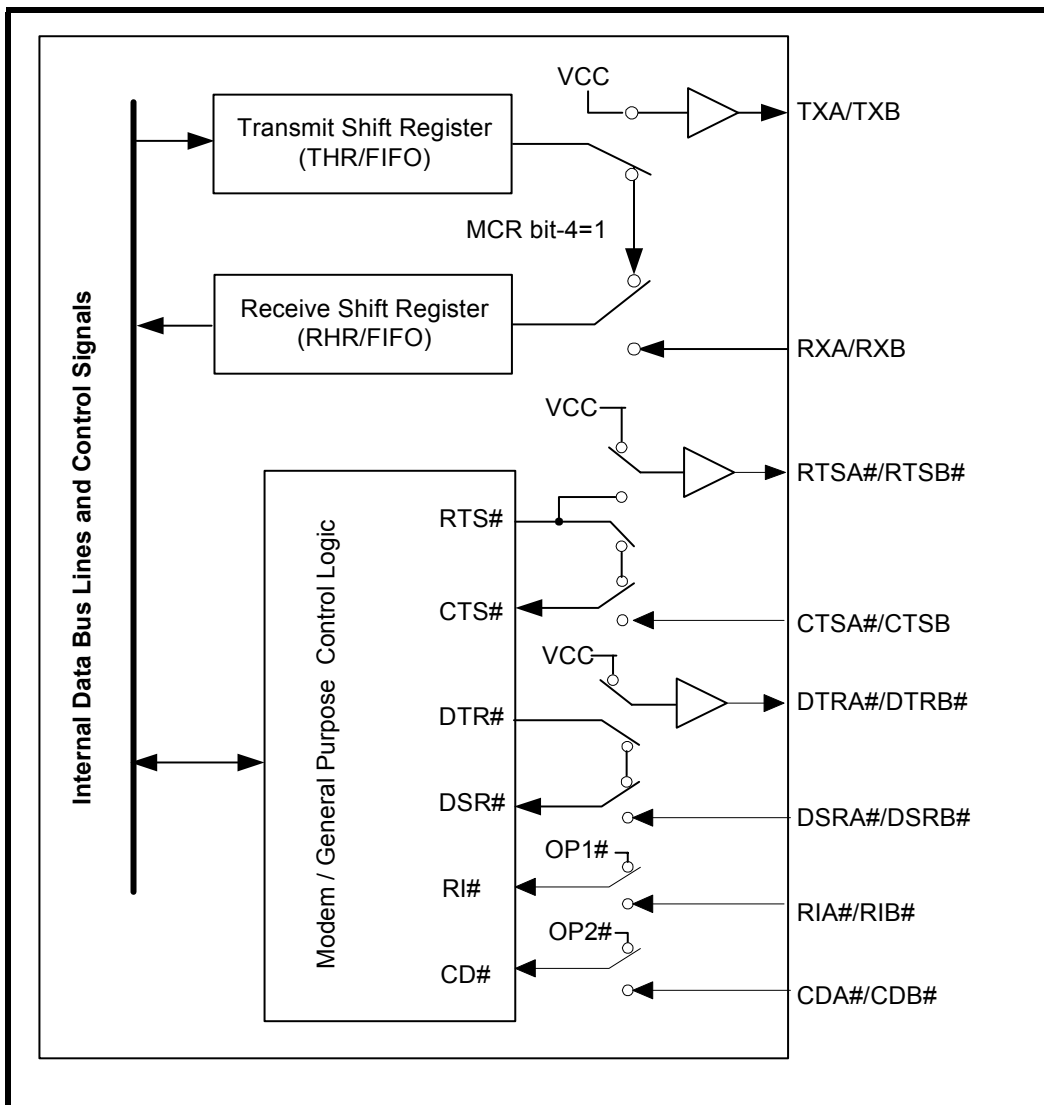 VCC
TXA/TXB
Transmit Shift Register
(THR/FIFO)
MCR bit-4=1
Receive Shift Register
(RHR/FIFO)
RXA/RXB
Internal Data Bus Lines and Control Signals
VCC
RTSA#/RTSB#
Modem / General Purpose Control Logic
RTS#
CTS#
CTSA#/CTSB
VCC
DTRA#/DTRB#
DTR#
DSR#
DSRA#/DSRB#
OP1#
RI#
RIA#/RIB#
OP2#
CD#
CDA#/CDB#